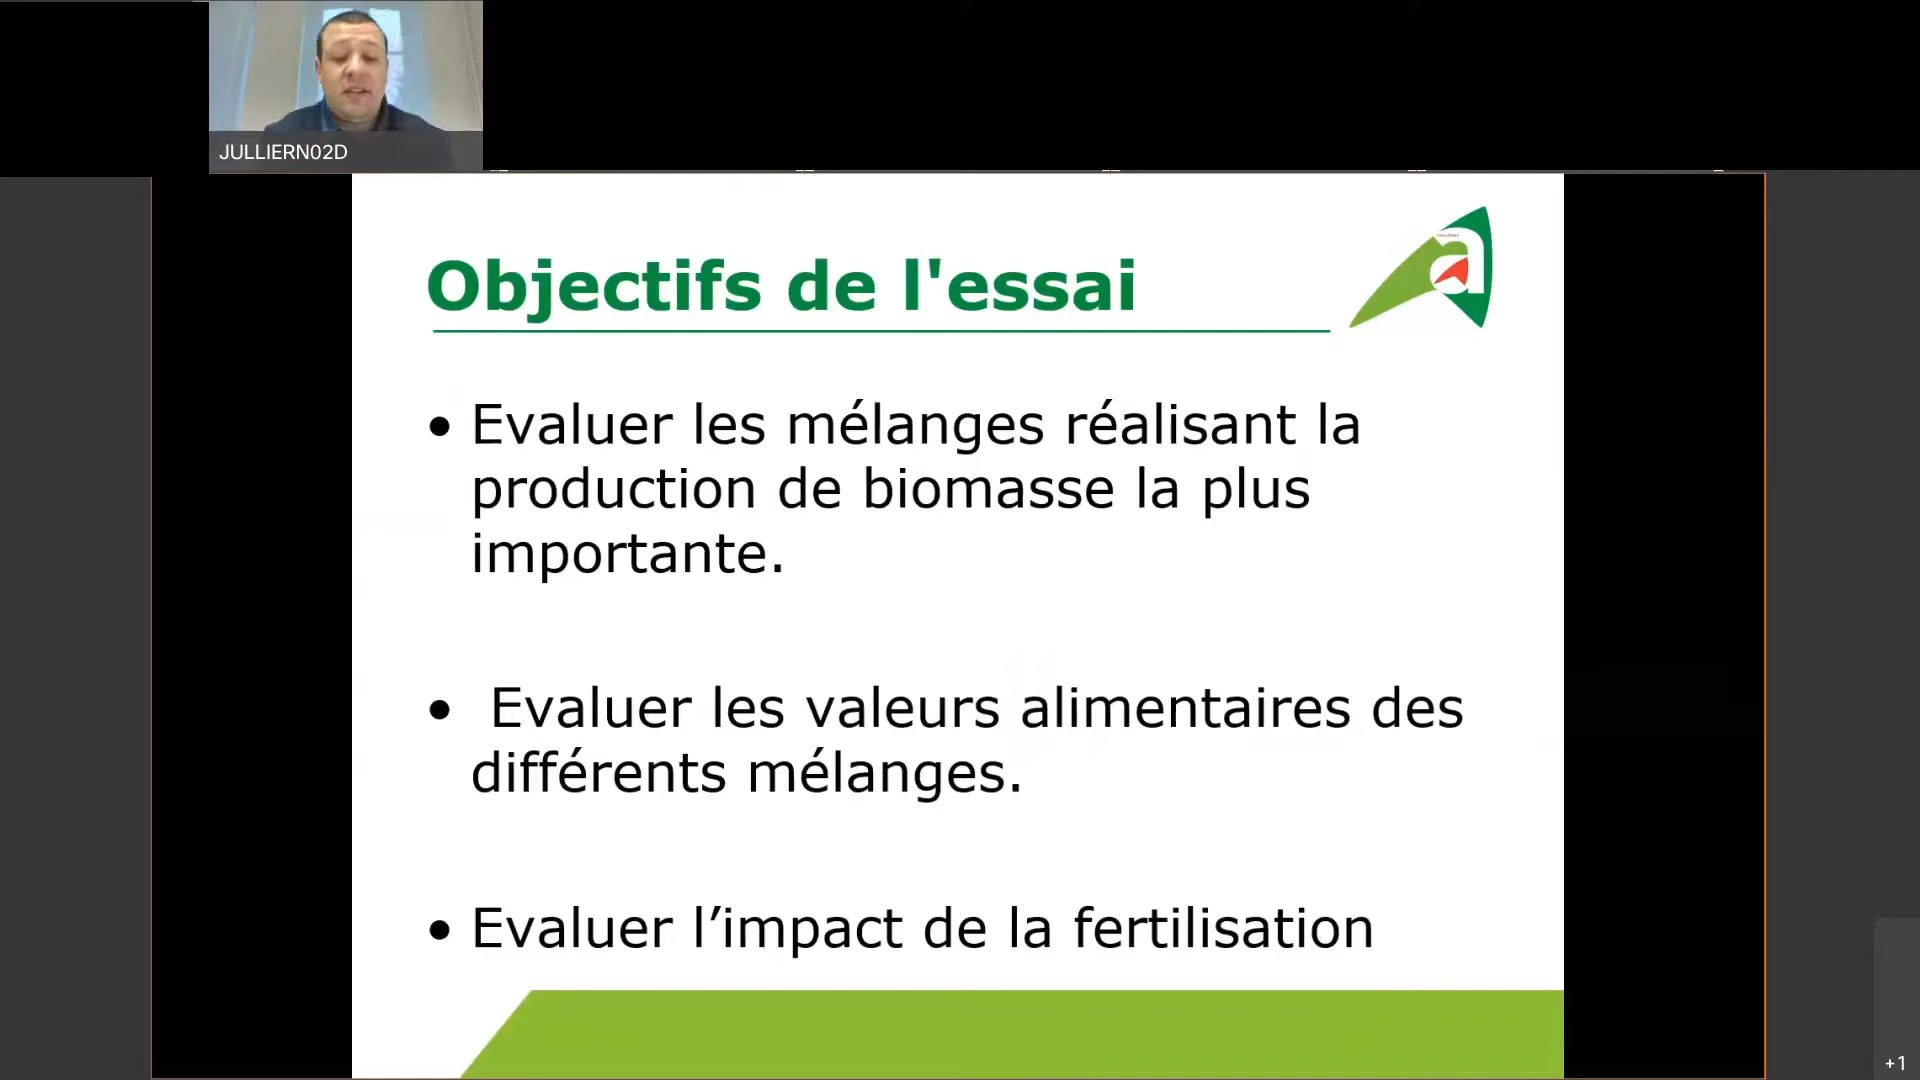 JULLIERN02D
Objectifs de l'essai
• Evaluer les mélanges réalisant la
production de biomasse la plus
importante.
• Evaluer les valeurs alimentaires des
différents mélanges.
• Evaluer l’impact de la fertilisation
+1